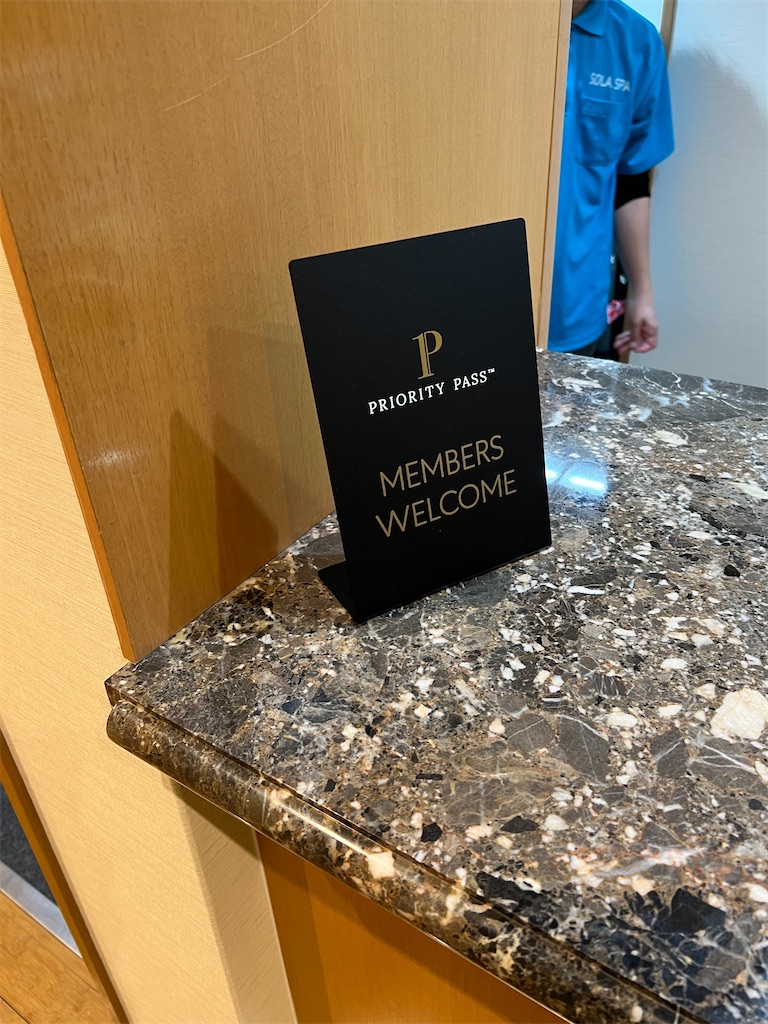 SOLA SPA
P
PRIORITY PASS™
MEMBERS
WELCOME